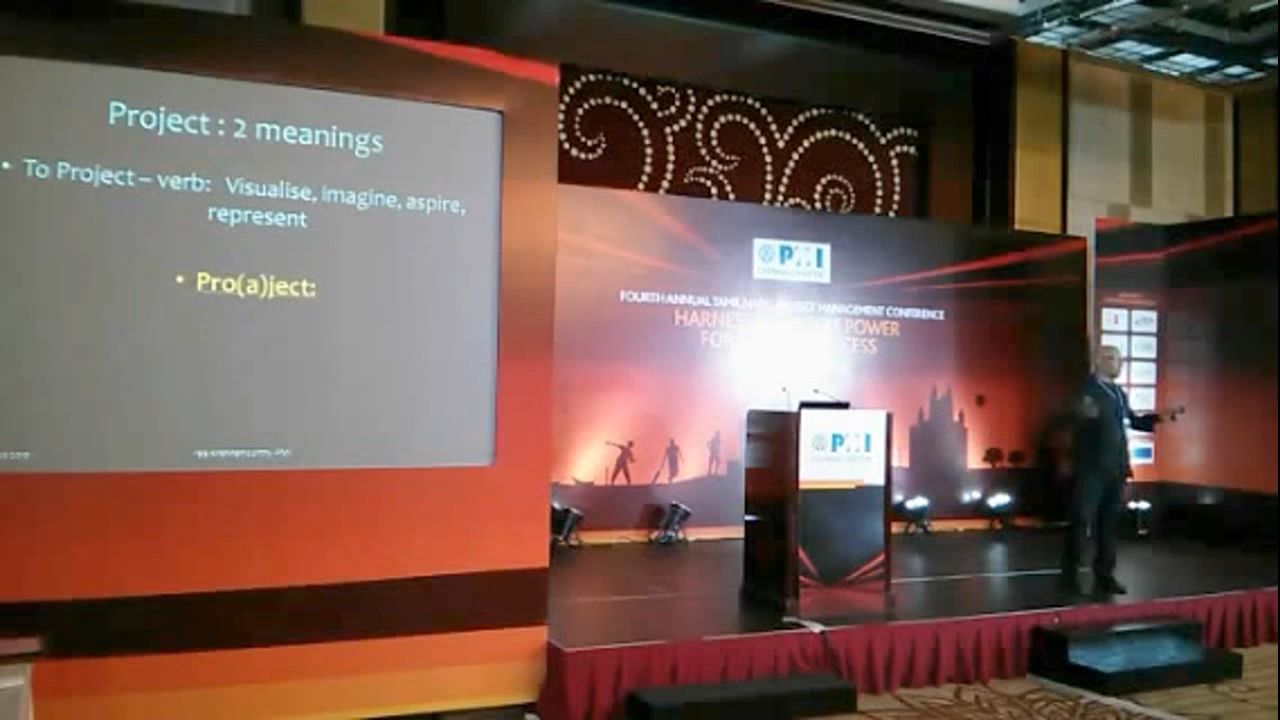 Project : 2 meanings
• To Project – verb: Visualise, imagine, aspire,
represent
• Pro(a)ject:
PMI
FOURTH ANNUAL TAMIL NADU PROJECT MANAGEMENT CONFERENCE
POWER
FOR
PMI